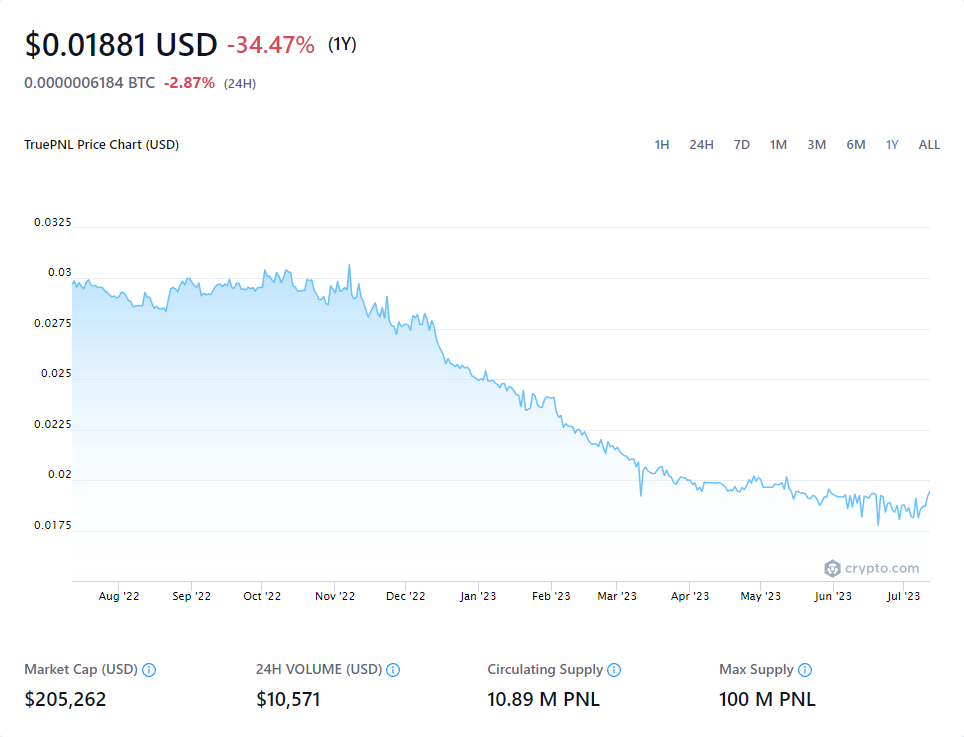 $0.01881 USD -34.47% (1Y)
0.0000006184 BTC -2.87% (24H)
TruePNL Price Chart (USD) 1H 24H 7D 1M 3M 6M 1Y ALL
0.0325
0.03
0.0275
0.025
0.0225
0.02
0.0175
crypto.com
Aug '22 Sep '22 Oct '22 Nov '22 Dec '22 Jan '23 Feb '23 Mar '23 Apr '23 May '23 Jun '23 Jul '23
Market Cap (USD) 24H VOLUME (USD) Circulating Supply Max Supply
$205,262 $10,571 10.89 M PNL 100 M PNL